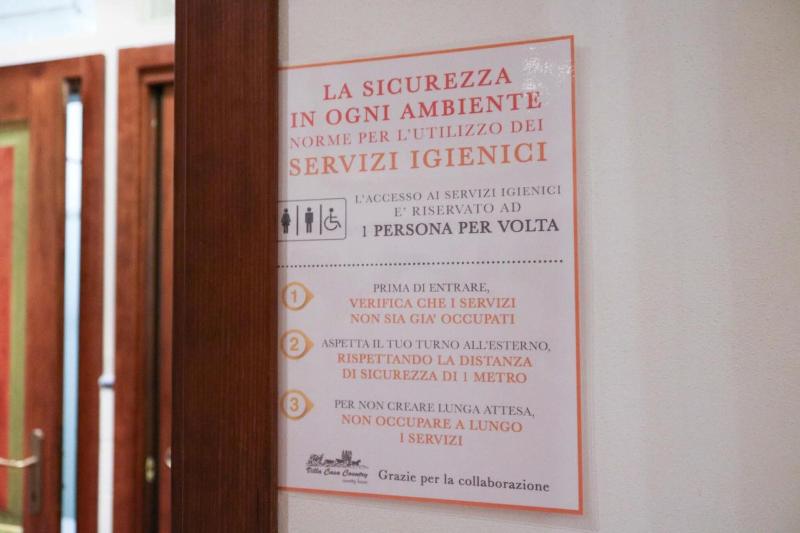 LA SICUREZZA
IN OGNI AMBIENTE
NORME PER L'UTILIZZO DEI
SERVIZI IGIENICI
L'ACCESSO AI SERVIZI IGIENICI
E' RISERVATO AD
1 PERSONA PER VOLTA
1
PRIMA DI ENTRARE,
VERIFICA CHE I SERVIZI
NON SIA GIA' OCCUPATI
2
ASPETTA IL TUO TURNO ALL'ESTERNO,
RISPETTANDO LA DISTANZA
DI SICUREZZA DI 1 METRO
3
PER NON CREARE LUNGA ATTESA,
NON OCCUPARE A LUNGO
I SERVIZI
Villa Casa Country
country house
Grazie per la collaborazione